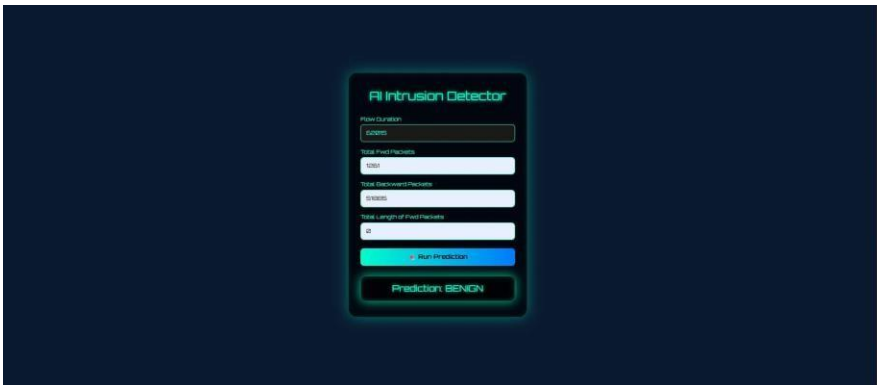 AI Intrusion Detector
Flow Duration
Total Fwd Packets
Total Backward Packets
Total Length of Fwd Packets
0
Run Prediction
Prediction: BENIGN